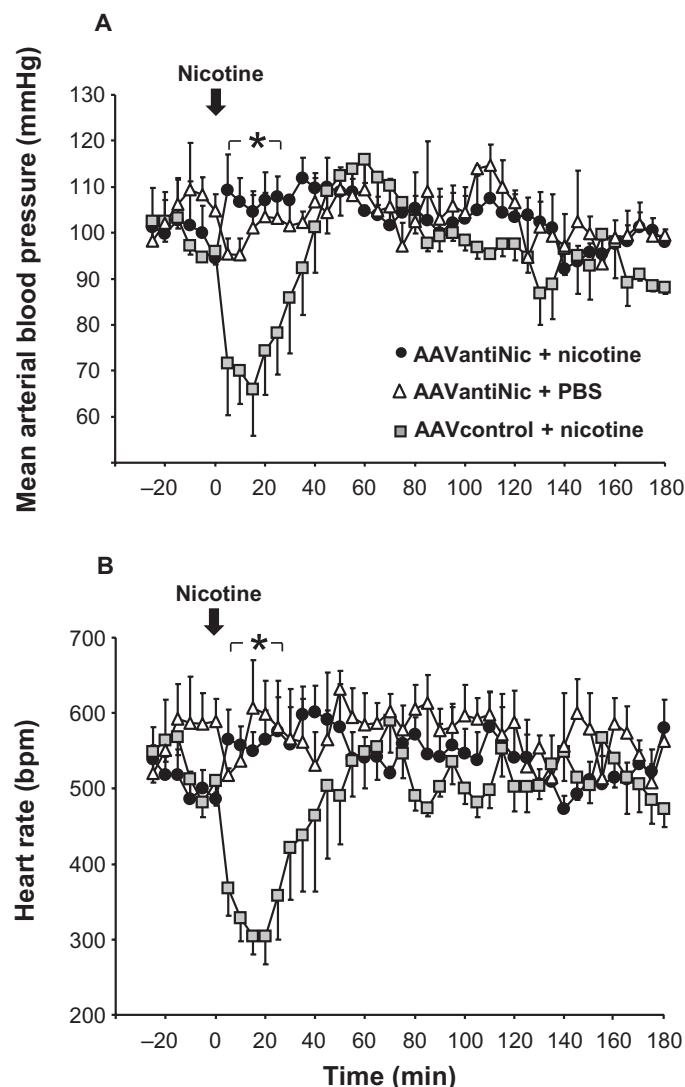 A
Nicotine
*
Mean arterial blood pressure (mmHg)
130
120
110
100
90
80
70
60
AAVantiNic + nicotine
AAVantiNic + PBS
AAVcontrol + nicotine
–20 0 20 40 60 80 100 120 140 160 180
B
Nicotine
*
Heart rate (bpm)
700
600
500
400
300
200
–20 0 20 40 60 80 100 120 140 160 180
Time (min)